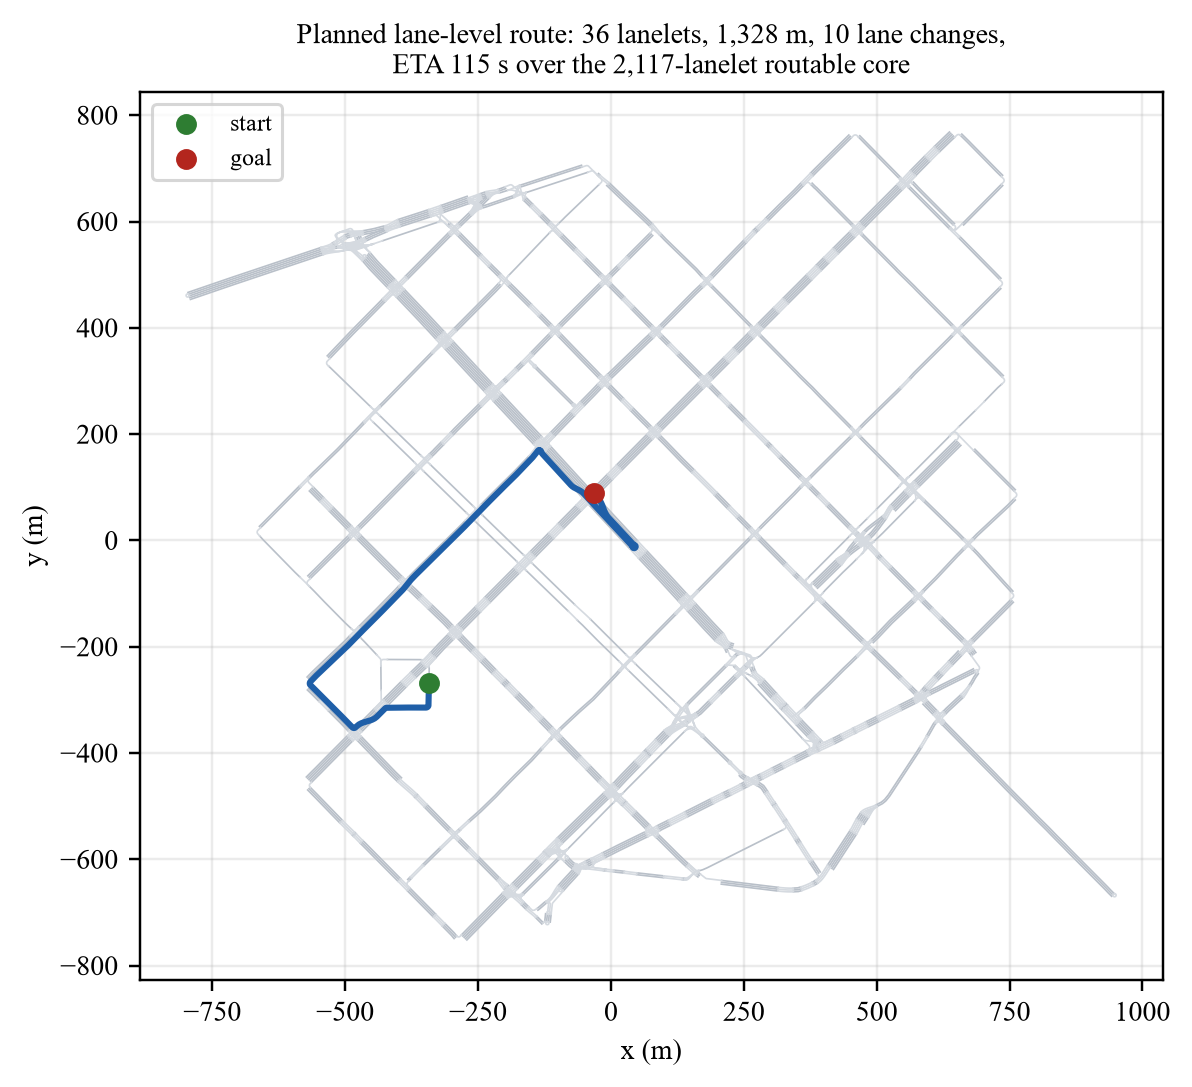 Planned lane-level route: 36 lanelets, 1,328 m, 10 lane changes,
ETA 115 s over the 2,117-lanelet routable core
start
goal
800
600
400
200
0
−200
−400
−600
−800
y (m)
−750
−500
−250
0
250
500
750
1000
x (m)